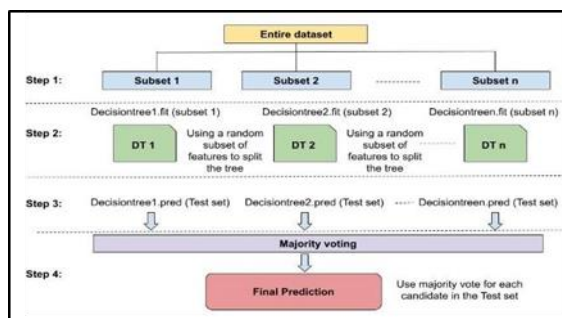 Entire dataset
Step 1:
Subset 1
Subset 2
Subset n
Decisiontree1.fit (subset 1)
Decisiontree2.fit (subset 2)
Decisiontreen.fit (subset n)
Step 2:
DT 1
Using a random
subset of
features to split
the tree
DT 2
Using a random
subset of
features to split
the tree
DT n
Step 3:
Decisiontree1.pred (Test set)
Decisiontree2.pred (Test set)
Decisiontreen.pred (Test set)
Majority voting
Step 4:
Final Prediction
Use majority vote for each
candidate in the Test set